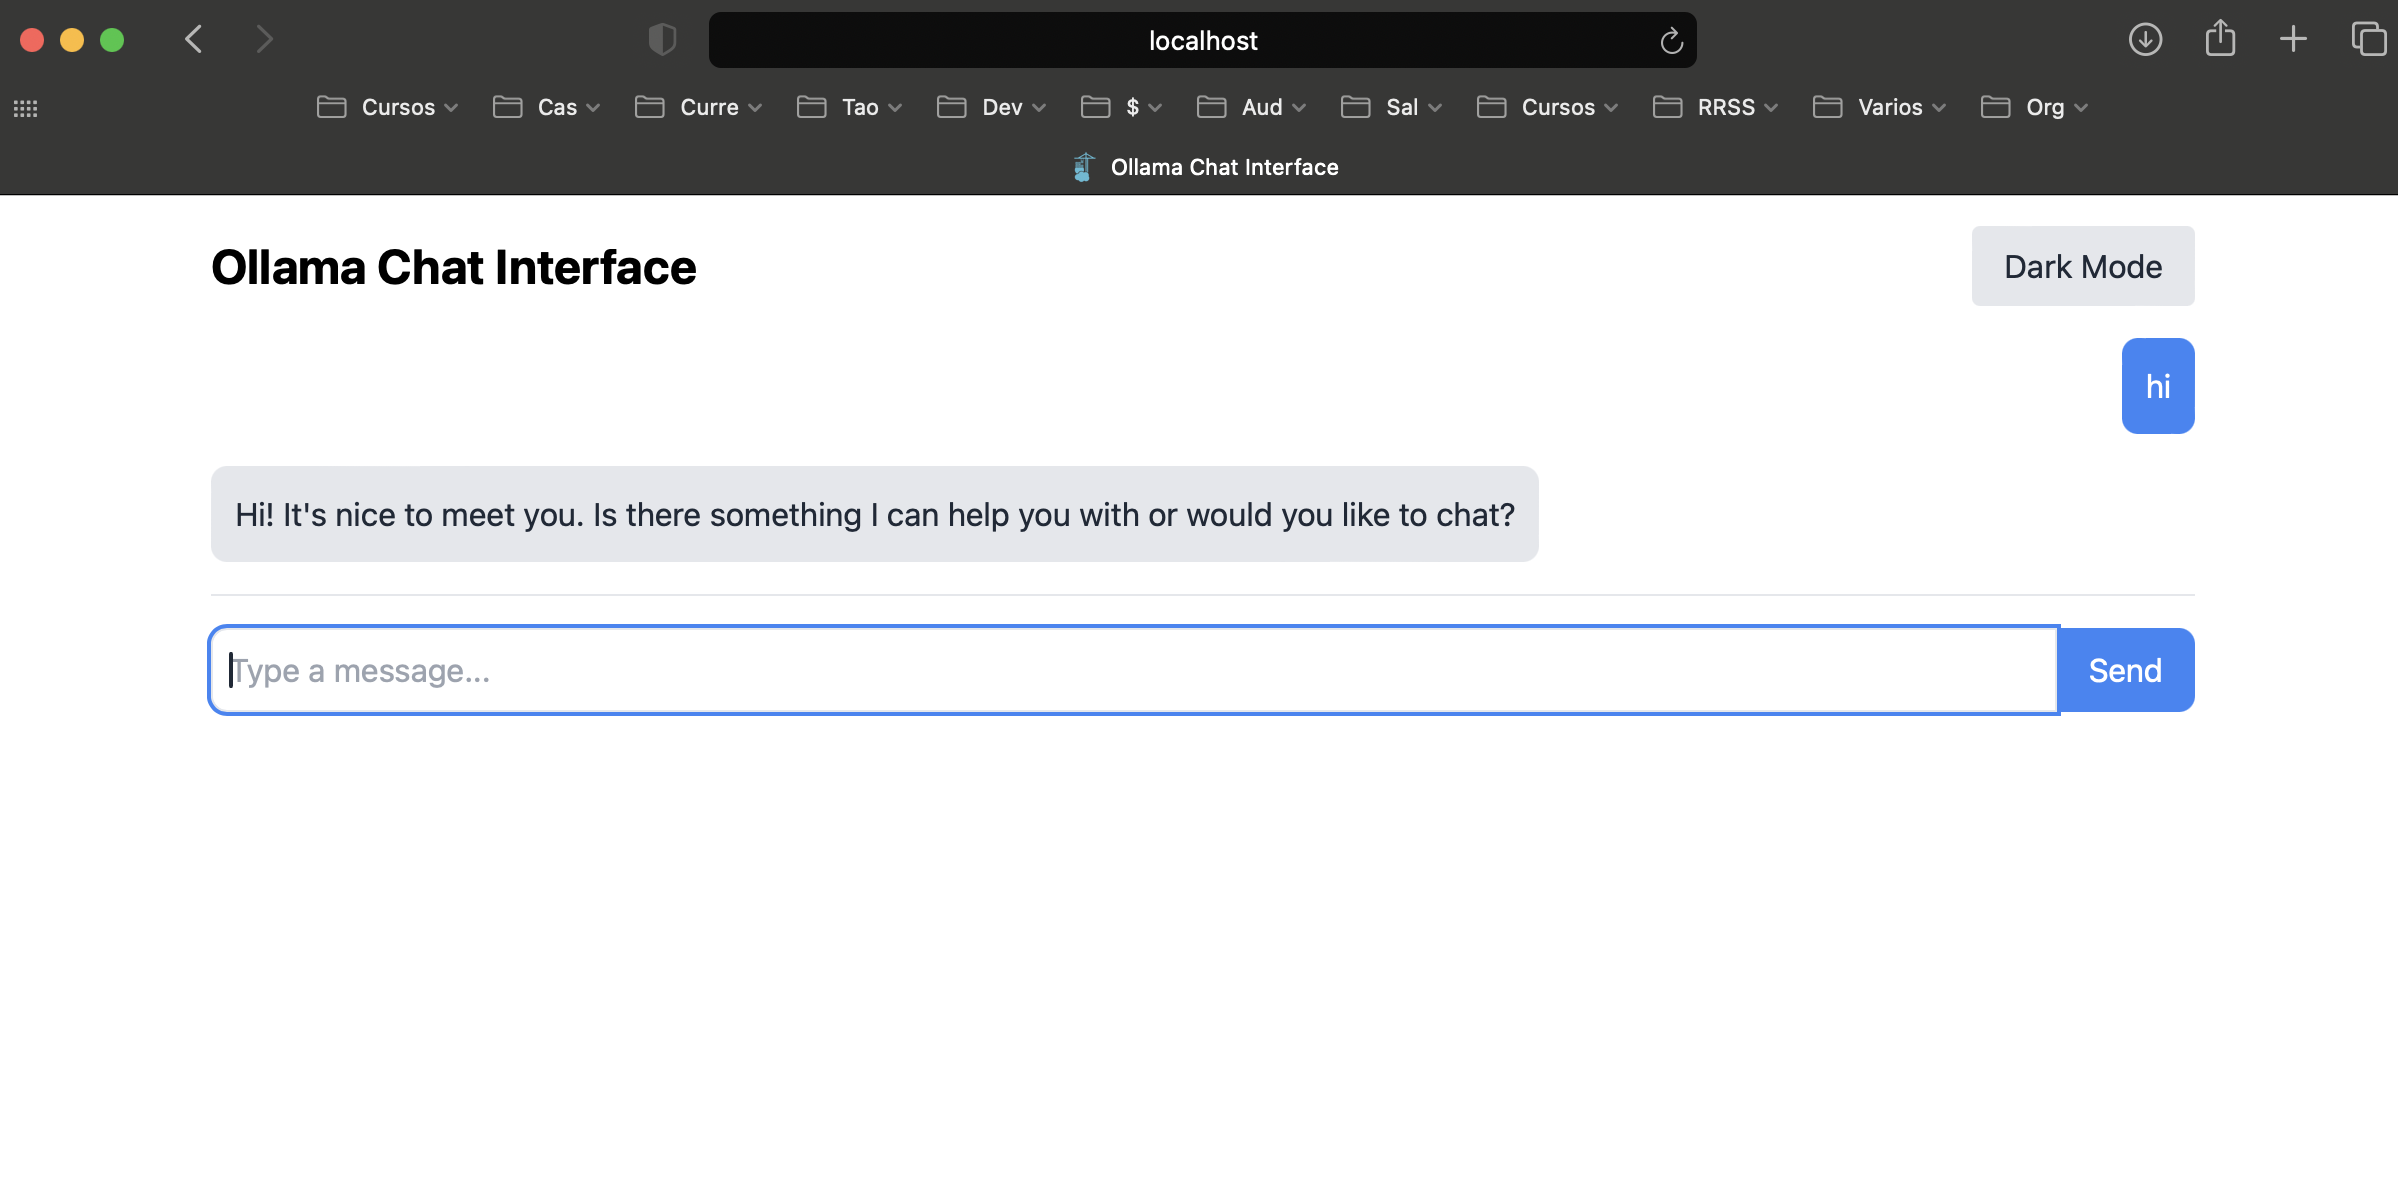 localhost
Cursos Cas Curre Tao Dev $ Aud Sal Cursos RRSS Varios Org
Ollama Chat Interface
Ollama Chat Interface
Dark Mode
hi
Hi! It's nice to meet you. Is there something I can help you with or would you like to chat?
Type a message...
Send